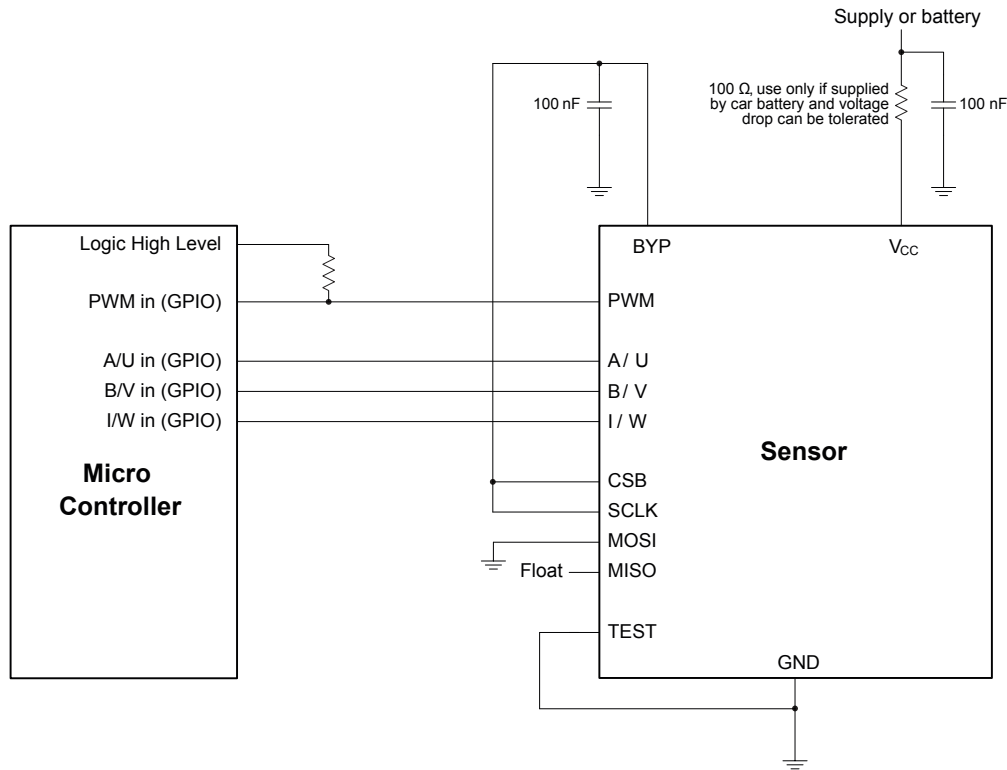 Supply or battery
100 nF
100 Ω, use only if supplied
by car battery and voltage
drop can be tolerated
100 nF
Logic High Level
BYP
VCC
PWM in (GPIO)
PWM
A/U in (GPIO)
A / U
B/V in (GPIO)
B / V
I/W in (GPIO)
I / W
Micro
Controller
Sensor
CSB
SCLK
MOSI
Float
MISO
TEST
GND